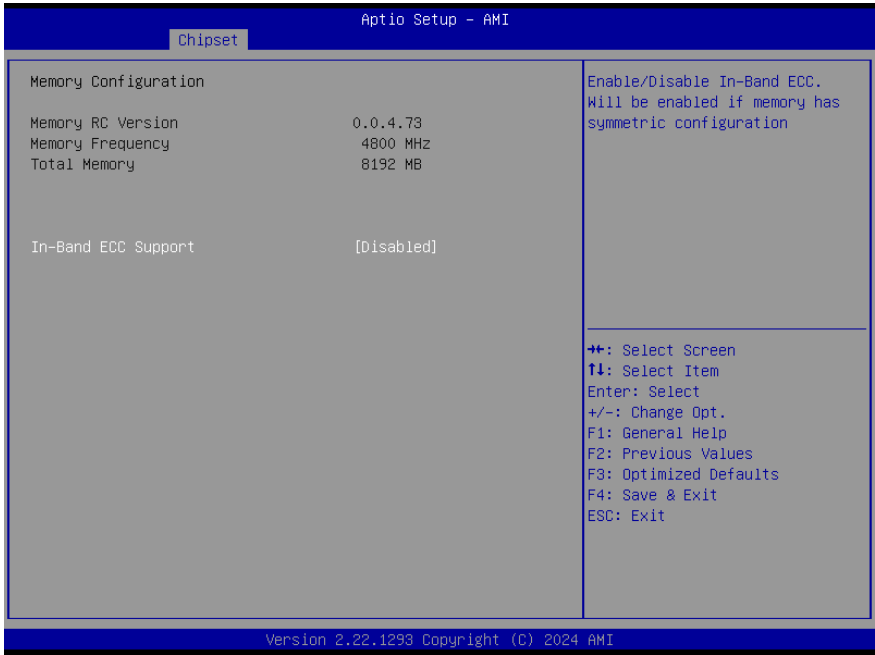 Aptio Setup – AMI
Chipset
Memory Configuration
Memory RC Version 0.0.4.73
Memory Frequency 4800 MHz
Total Memory 8192 MB
In-Band ECC Support [Disabled]
Enable/Disable In-Band ECC.
Will be enabled if memory has
symmetric configuration
→←: Select Screen
↑↓: Select Item
Enter: Select
+/-: Change Opt.
F1: General Help
F2: Previous Values
F3: Optimized Defaults
F4: Save & Exit
ESC: Exit
Version 2.22.1293 Copyright (C) 2024 AMI